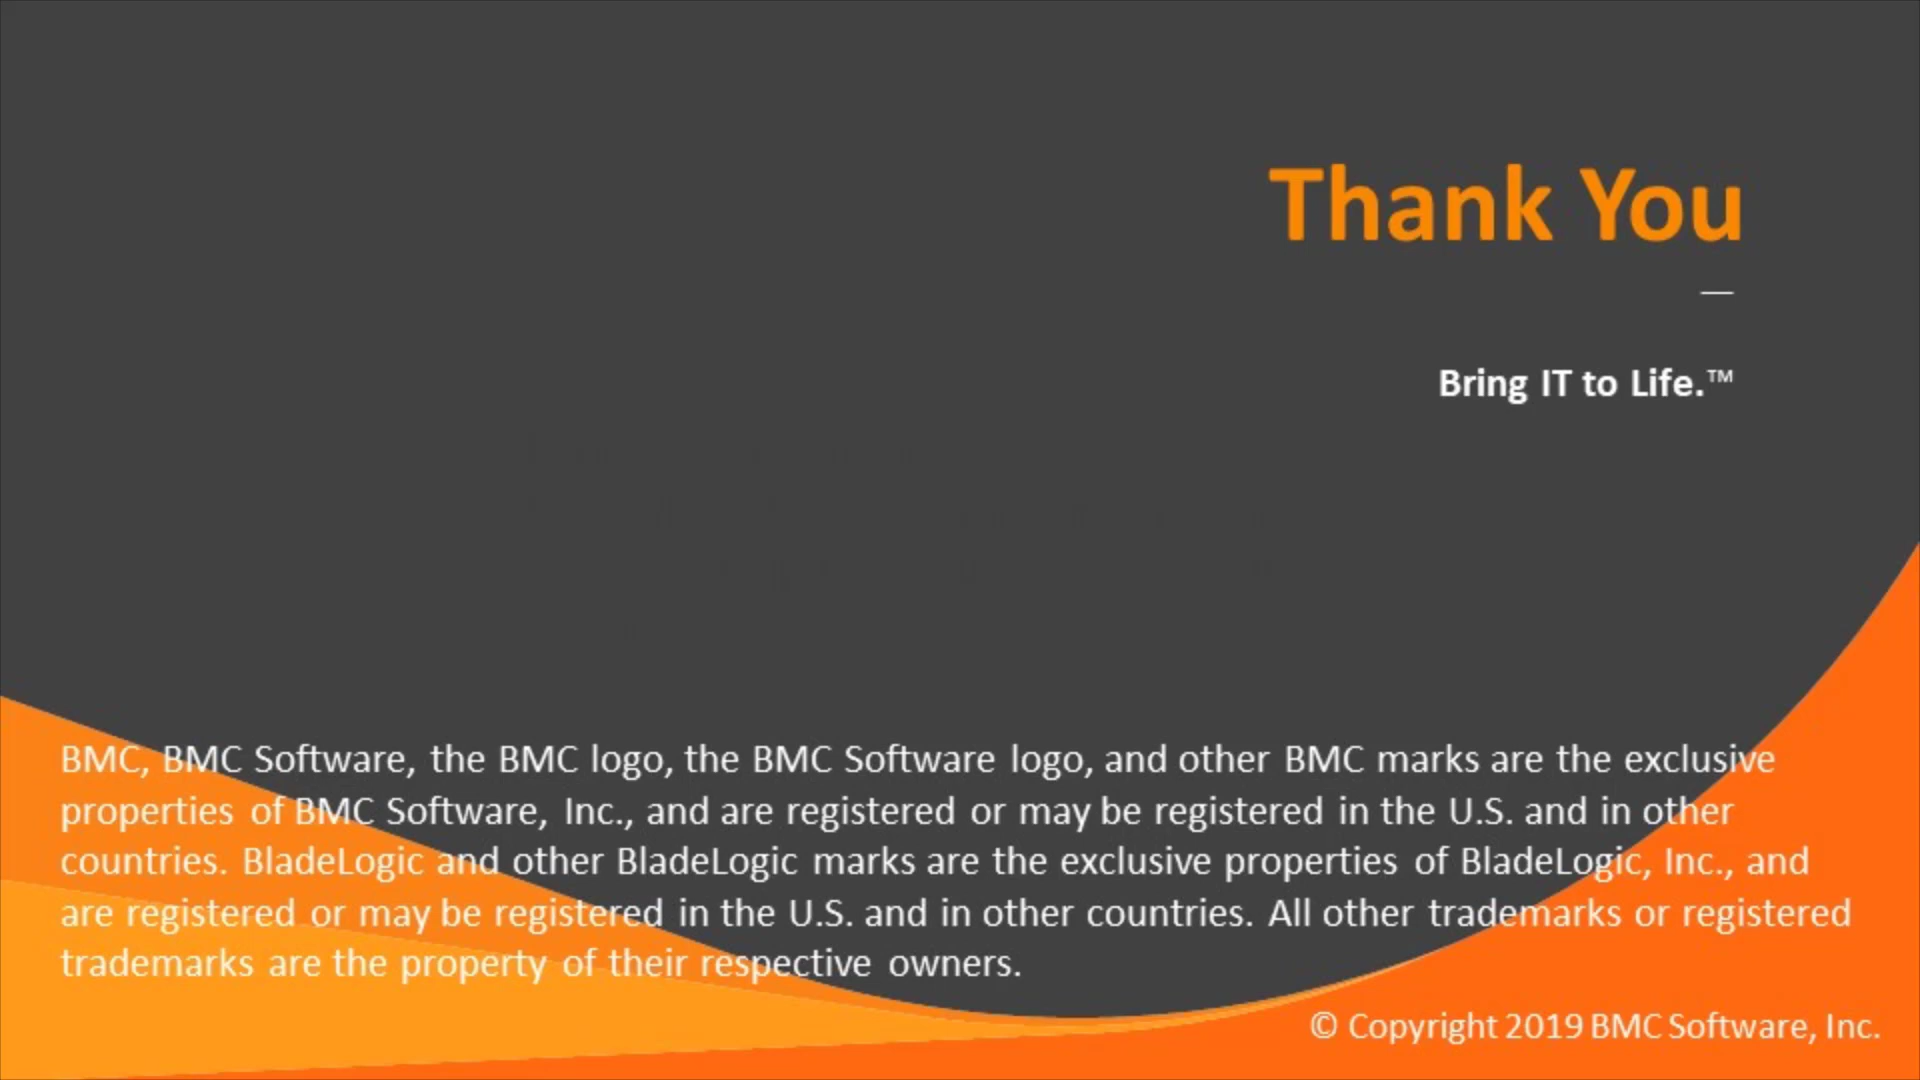 Thank You
—
Bring IT to Life.™
BMC, BMC Software, the BMC logo, the BMC Software logo, and other BMC marks are the exclusive
properties of BMC Software, Inc., and are registered or may be registered in the U.S. and in other
countries. BladeLogic and other BladeLogic marks are the exclusive properties of BladeLogic, Inc., and
are registered or may be registered in the U.S. and in other countries. All other trademarks or registered
trademarks are the property of their respective owners.
© Copyright 2019 BMC Software, Inc.